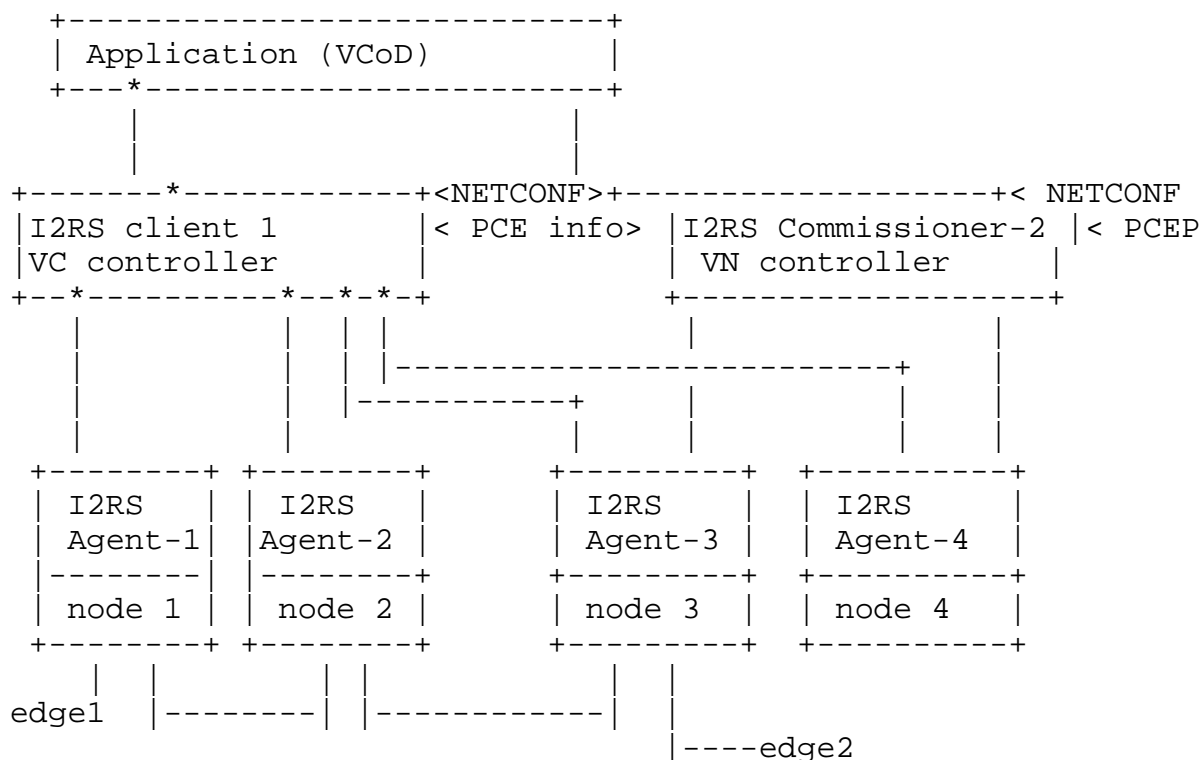 Application (VCoD)
<NETCONF> < NETCONF
I2RS client 1 < PCE info> I2RS Commissioner-2 < PCEP
VC controller VN controller
I2RS I2RS I2RS I2RS
Agent-1 Agent-2 Agent-3 Agent-4
node 1 node 2 node 3 node 4
edge1
edge2